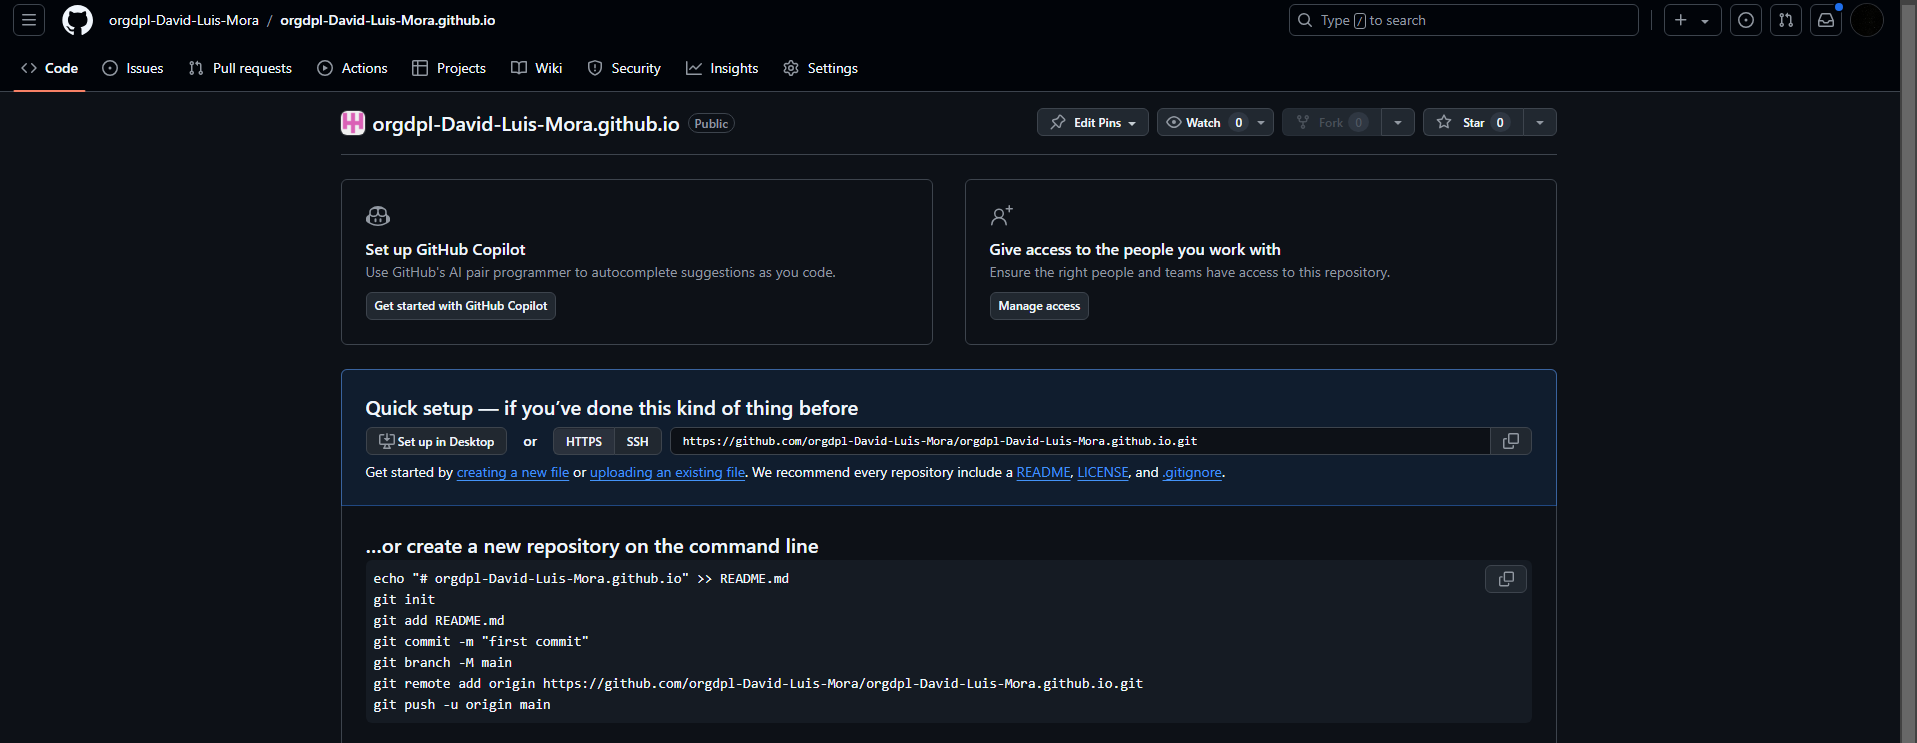 orgdpl-David-Luis-Mora / orgdpl-David-Luis-Mora.github.io
Type / to search
Code Issues Pull requests Actions Projects Wiki Security Insights Settings
orgdpl-David-Luis-Mora.github.io Public
Edit Pins Watch 0 Fork 0 Star 0
Set up GitHub Copilot
Use GitHub's AI pair programmer to autocomplete suggestions as you code.
Get started with GitHub Copilot
Give access to the people you work with
Ensure the right people and teams have access to this repository.
Manage access
Quick setup — if you’ve done this kind of thing before
Set up in Desktop or HTTPS SSH https://github.com/orgdpl-David-Luis-Mora/orgdpl-David-Luis-Mora.github.io.git
Get started by creating a new file or uploading an existing file. We recommend every repository include a README, LICENSE, and .gitignore.
…or create a new repository on the command line
echo "# orgdpl-David-Luis-Mora.github.io" >> README.md
git init
git add README.md
git commit -m "first commit"
git branch -M main
git remote add origin https://github.com/orgdpl-David-Luis-Mora/orgdpl-David-Luis-Mora.github.io.git
git push -u origin main